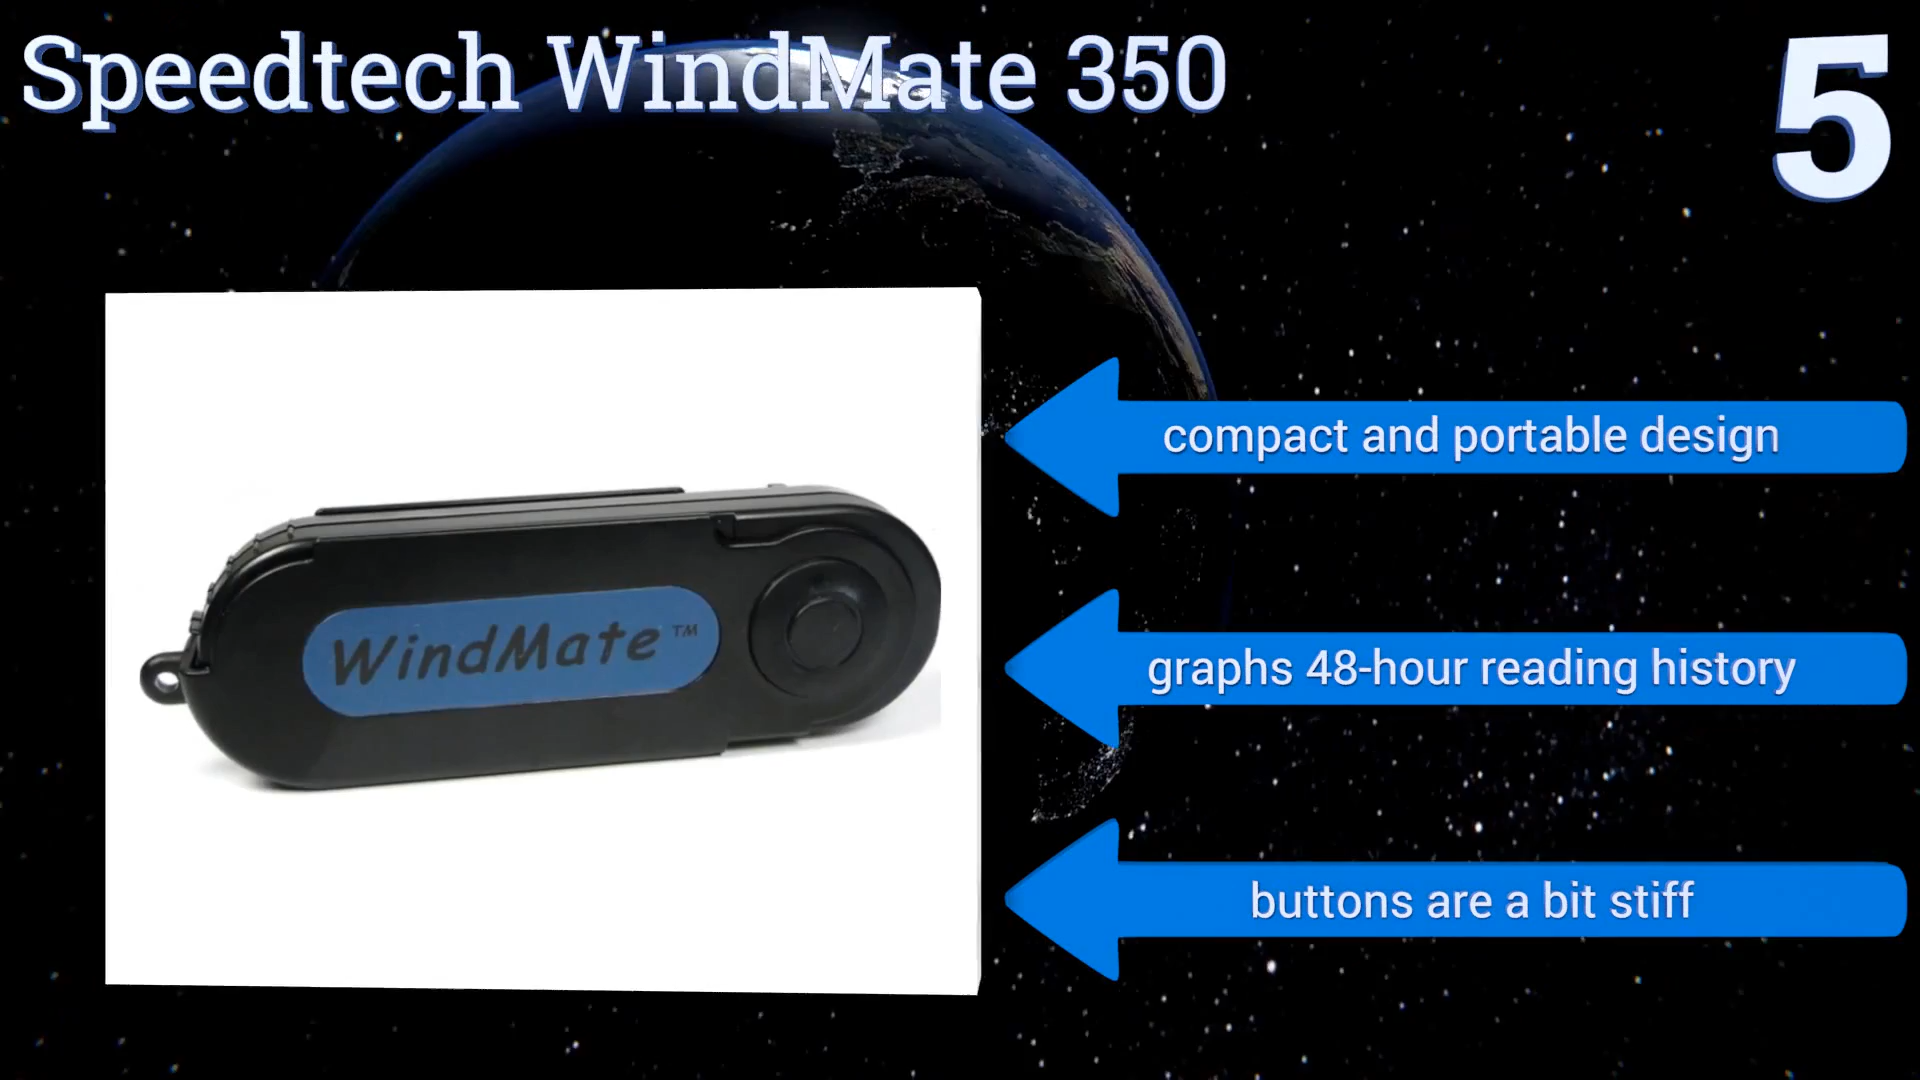 Speedtech WindMate 350
5
compact and portable design
WindMate™
graphs 48-hour reading history
buttons are a bit stiff